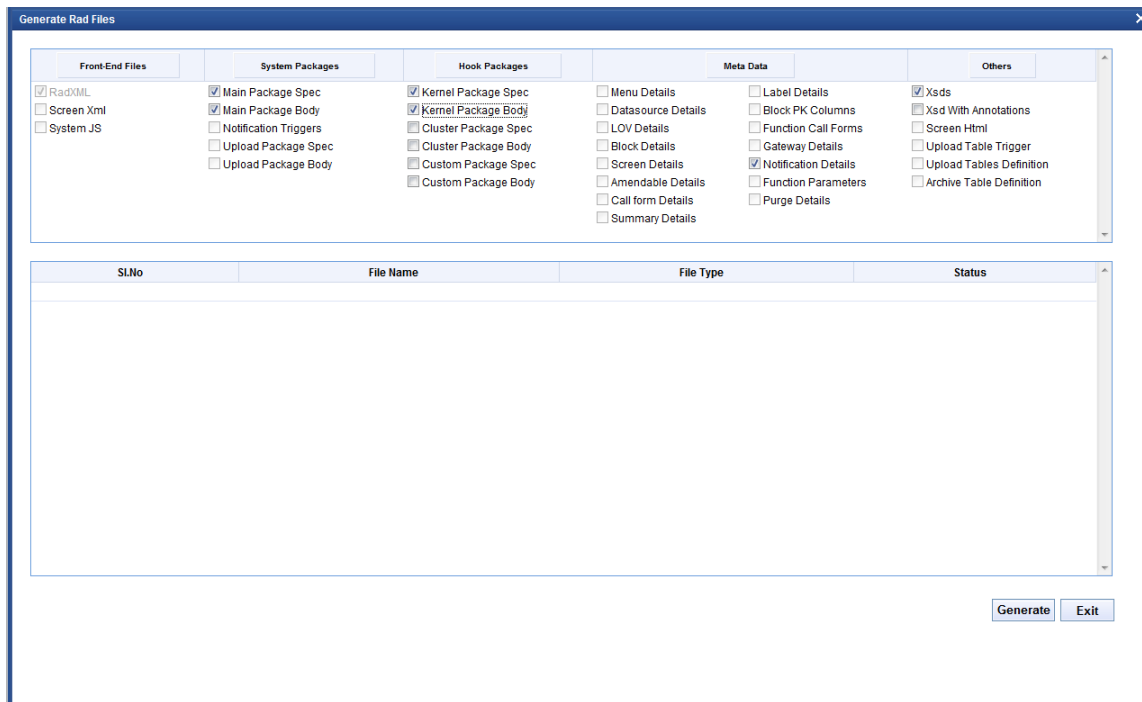 Generate Rad Files
Front-End Files System Packages Hook Packages Meta Data Others
RadXML Main Package Spec Kernel Package Spec Menu Details Label Details Xsds
Screen Xml Main Package Body Kernel Package Body Datasource Details Block PK Columns Xsd With Annotations
System JS Notification Triggers Cluster Package Spec LOV Details Function Call Forms Screen Html
Upload Package Spec Cluster Package Body Block Details Gateway Details Upload Table Trigger
Upload Package Body Custom Package Spec Screen Details Notification Details Upload Tables Definition
Custom Package Body Amendable Details Function Parameters Archive Table Definition
Call form Details Purge Details
Summary Details
Sl.No File Name File Type Status
Generate Exit